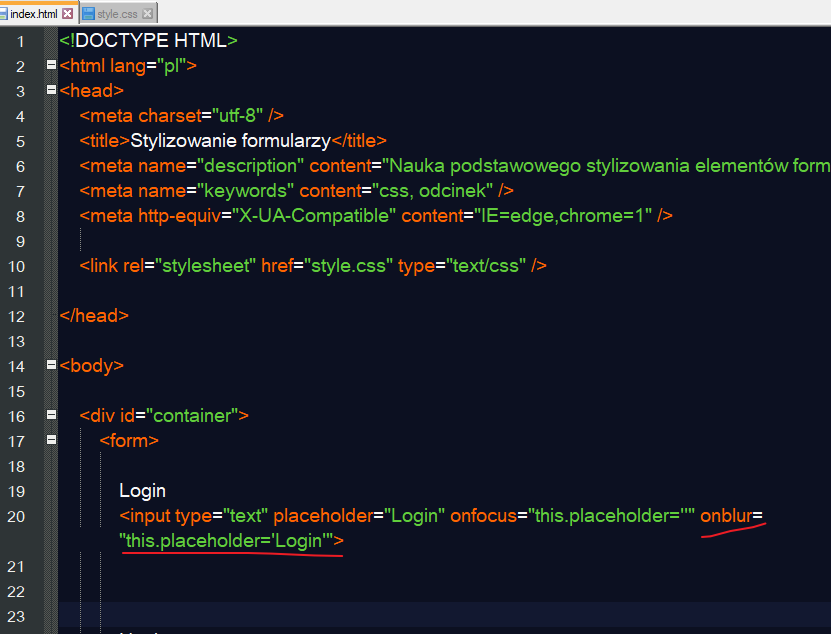 index.html style.css
1 <!DOCTYPE HTML>
2 <html lang="pl">
3 <head>
4 <meta charset="utf-8" />
5 <title>Stylizowanie formularzy</title>
6 <meta name="description" content="Nauka podstawowego stylizowania elementów form
7 <meta name="keywords" content="css, odcinek" />
8 <meta http-equiv="X-UA-Compatible" content="IE=edge,chrome=1" />
9
10 <link rel="stylesheet" href="style.css" type="text/css" />
11
12 </head>
13
14 <body>
15
16 <div id="container">
17 <form>
18
19 Login
20 <input type="text" placeholder="Login" onfocus="this.placeholder=''" onblur=
"this.placeholder='Login'">
21
22
23